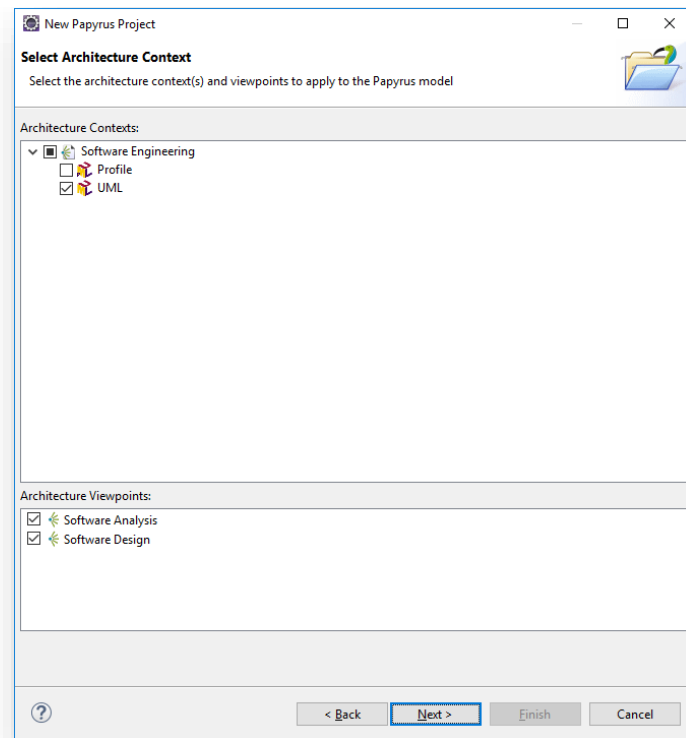 New Papyrus Project
Select Architecture Context
Select the architecture context(s) and viewpoints to apply to the Papyrus model
Architecture Contexts:
Software Engineering
Profile
UML
Architecture Viewpoints:
Software Analysis
Software Design
? < Back Next > Finish Cancel